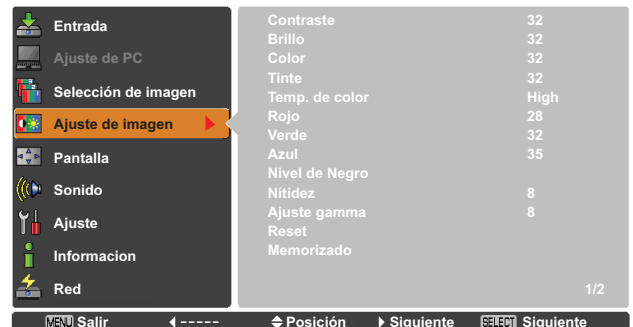 Entrada
Ajuste de PC
Selección de imagen
Ajuste de imagen
Pantalla
Sonido
Ajuste
Informacion
Red
Contraste 32
Brillo 32
Color 32
Tinte 32
Temp. de color High
Rojo 28
Verde 32
Azul 35
Nivel de Negro
Nitidez 8
Ajuste gamma 8
Reset
Memorizado
1/2
MENU Salir ----- Posición Siguiente SELECT Siguiente